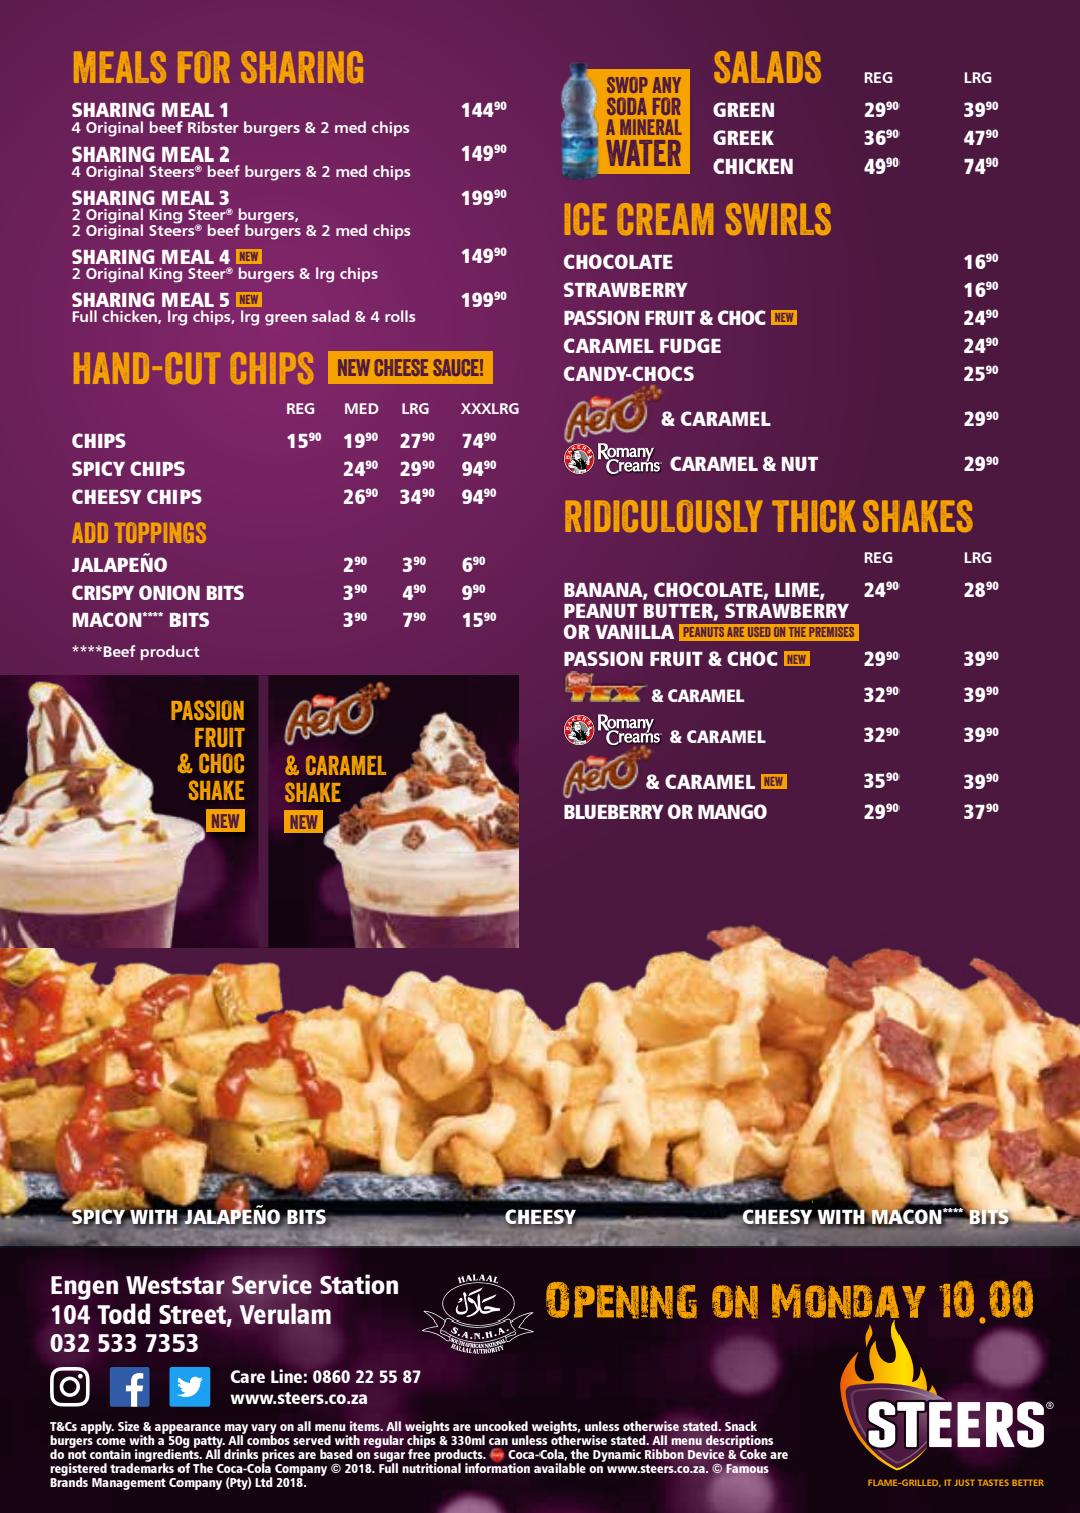 MEALS FOR SHARING
SHARING MEAL 1 144⁹⁰
4 Original beef Ribster burgers & 2 med chips
SHARING MEAL 2 149⁹⁰
4 Original Steers® beef burgers & 2 med chips
SHARING MEAL 3 199⁹⁰
2 Original King Steer® burgers,
2 Original Steers® beef burgers & 2 med chips
SHARING MEAL 4 NEW 149⁹⁰
2 Original King Steer® burgers & lrg chips
SHARING MEAL 5 NEW 199⁹⁰
Full chicken, lrg chips, lrg green salad & 4 rolls
HAND-CUT CHIPS NEW CHEESE SAUCE!
REG MED LRG XXXLRG
CHIPS 15⁹⁰ 19⁹⁰ 27⁹⁰ 74⁹⁰
SPICY CHIPS 24⁹⁰ 29⁹⁰ 94⁹⁰
CHEESY CHIPS 26⁹⁰ 34⁹⁰ 94⁹⁰
ADD TOPPINGS
JALAPEÑO 2⁹⁰ 3⁹⁰ 6⁹⁰
CRISPY ONION BITS 3⁹⁰ 4⁹⁰ 9⁹⁰
MACON**** BITS 3⁹⁰ 7⁹⁰ 15⁹⁰
****Beef product
PASSION
FRUIT
& CHOC
SHAKE
NEW
Nestlé
AERO
& CARAMEL
SHAKE
NEW
SWOP ANY
SODA FOR
A MINERAL
WATER
SALADS REG LRG
GREEN 29⁹⁰ 39⁹⁰
GREEK 36⁹⁰ 47⁹⁰
CHICKEN 49⁹⁰ 74⁹⁰
ICE CREAM SWIRLS
CHOCOLATE 16⁹⁰
STRAWBERRY 16⁹⁰
PASSION FRUIT & CHOC NEW 24⁹⁰
CARAMEL FUDGE 24⁹⁰
CANDY-CHOCS 25⁹⁰
Nestlé AERO & CARAMEL 29⁹⁰
BAKERS Romany Creams CARAMEL & NUT 29⁹⁰
RIDICULOUSLY THICK SHAKES
REG LRG
BANANA, CHOCOLATE, LIME, 24⁹⁰ 28⁹⁰
PEANUT BUTTER, STRAWBERRY
OR VANILLA PEANUTS ARE USED ON THE PREMISES
PASSION FRUIT & CHOC NEW 29⁹⁰ 39⁹⁰
Nestlé TEX & CARAMEL 32⁹⁰ 39⁹⁰
BAKERS Romany Creams & CARAMEL 32⁹⁰ 39⁹⁰
AERO & CARAMEL NEW 35⁹⁰ 39⁹⁰
BLUEBERRY OR MANGO 29⁹⁰ 37⁹⁰
SPICY WITH JALAPEÑO BITS CHEESY CHEESY WITH MACON**** BITS
Engen Weststar Service Station
104 Todd Street, Verulam
032 533 7353
HALAAL
حلال
S.A.N.H.A.
SOUTH AFRICAN NATIONAL
HALAAL AUTHORITY
OPENING ON MONDAY 10.00
Care Line: 0860 22 55 87
www.steers.co.za
T&Cs apply. Size & appearance may vary on all menu items. All weights are uncooked weights, unless otherwise stated. Snack
burgers come with a 50g patty. All combos served with regular chips & 330ml can unless otherwise stated. All menu descriptions
do not contain ingredients. All drinks prices are based on sugar free products. Coca-Cola, the Dynamic Ribbon Device & Coke are
registered trademarks of The Coca-Cola Company © 2018. Full nutritional information available on www.steers.co.za. © Famous
Brands Management Company (Pty) Ltd 2018.
STEERS®
FLAME-GRILLED, IT JUST TASTES BETTER